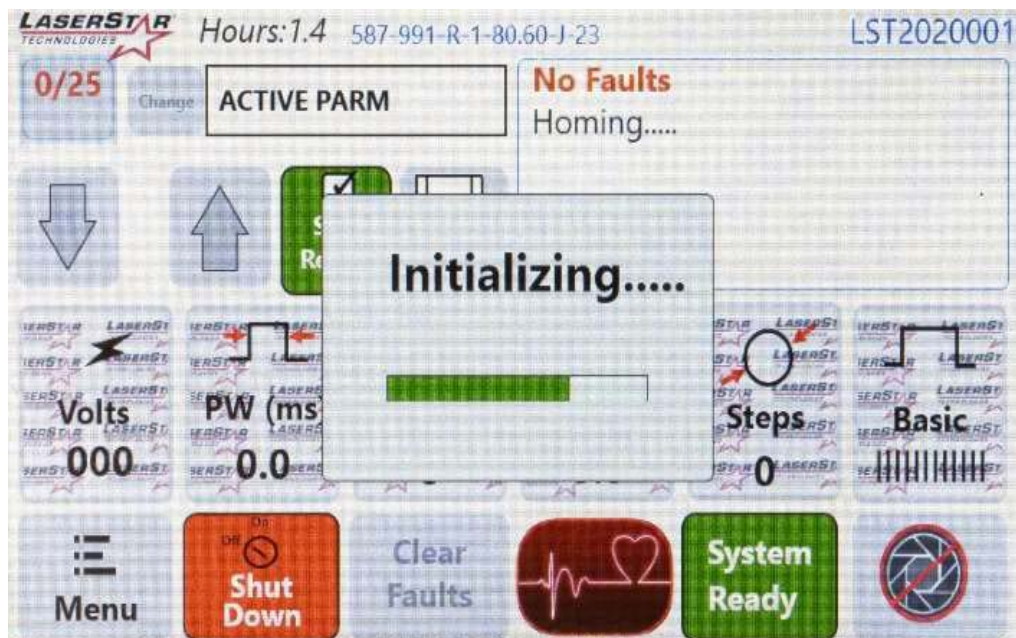 LASERSTAR
TECHNOLOGIES
Hours:1.4
587-991-R-1-80.60-J-23
LST2020001
0/25
Change
ACTIVE PARM
No Faults
Homing.....
Initializing.....
Volts
000
PW (ms
0.0
Steps
0
Basic
Menu
On
Off
Shut
Down
Clear
Faults
System
Ready